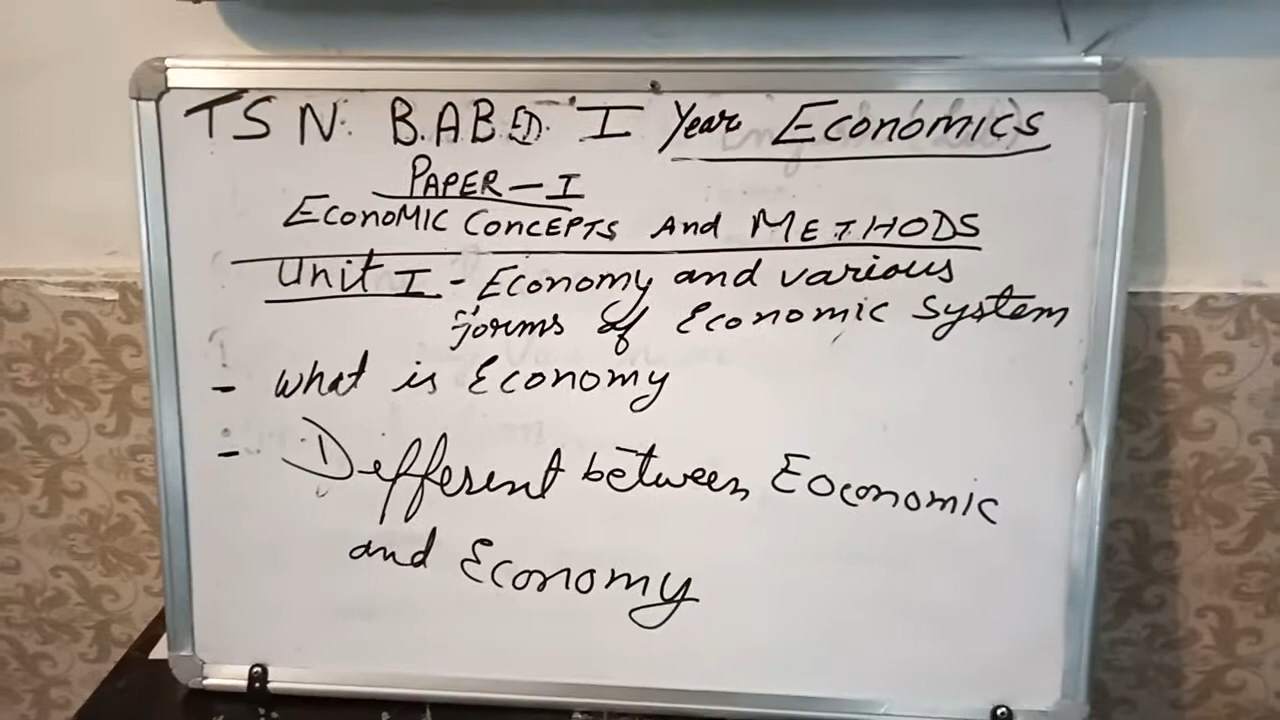 TSN. B.A.B.ED. I Year Economics
PAPER-I
ECONOMIC CONCEPTS And METHODS
Unit I - Economy and various
forms of Economic System
- What is Economy
- Different between Eoconomic
and Economy